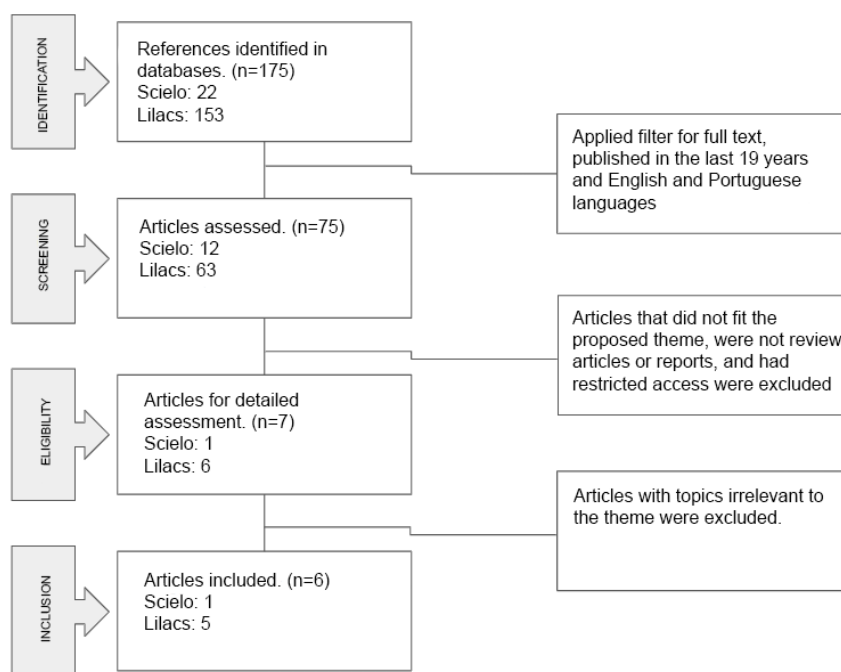 IDENTIFICATION
References identified in
databases. (n=175)
Scielo: 22
Lilacs: 153
Applied filter for full text,
published in the last 19 years
and English and Portuguese
languages
SCREENING
Articles assessed. (n=75)
Scielo: 12
Lilacs: 63
Articles that did not fit the
proposed theme, were not review
articles or reports, and had
restricted access were excluded
ELIGIBILITY
Articles for detailed
assessment. (n=7)
Scielo: 1
Lilacs: 6
Articles with topics irrelevant to
the theme were excluded.
INCLUSION
Articles included. (n=6)
Scielo: 1
Lilacs: 5